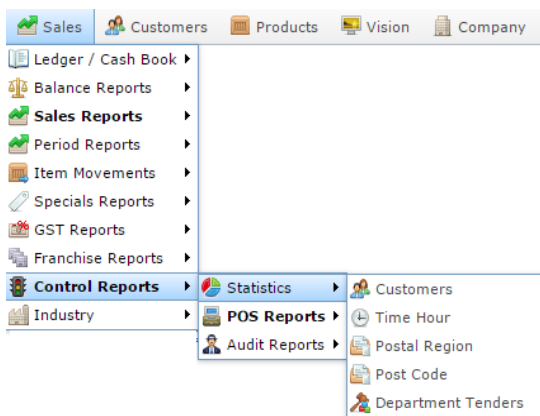 Sales Customers Products Vision Company
Ledger / Cash Book
Balance Reports
Sales Reports
Period Reports
Item Movements
Specials Reports
GST Reports
Franchise Reports
Control Reports
Industry
Statistics
POS Reports
Audit Reports
Customers
Time Hour
Postal Region
Post Code
Department Tenders